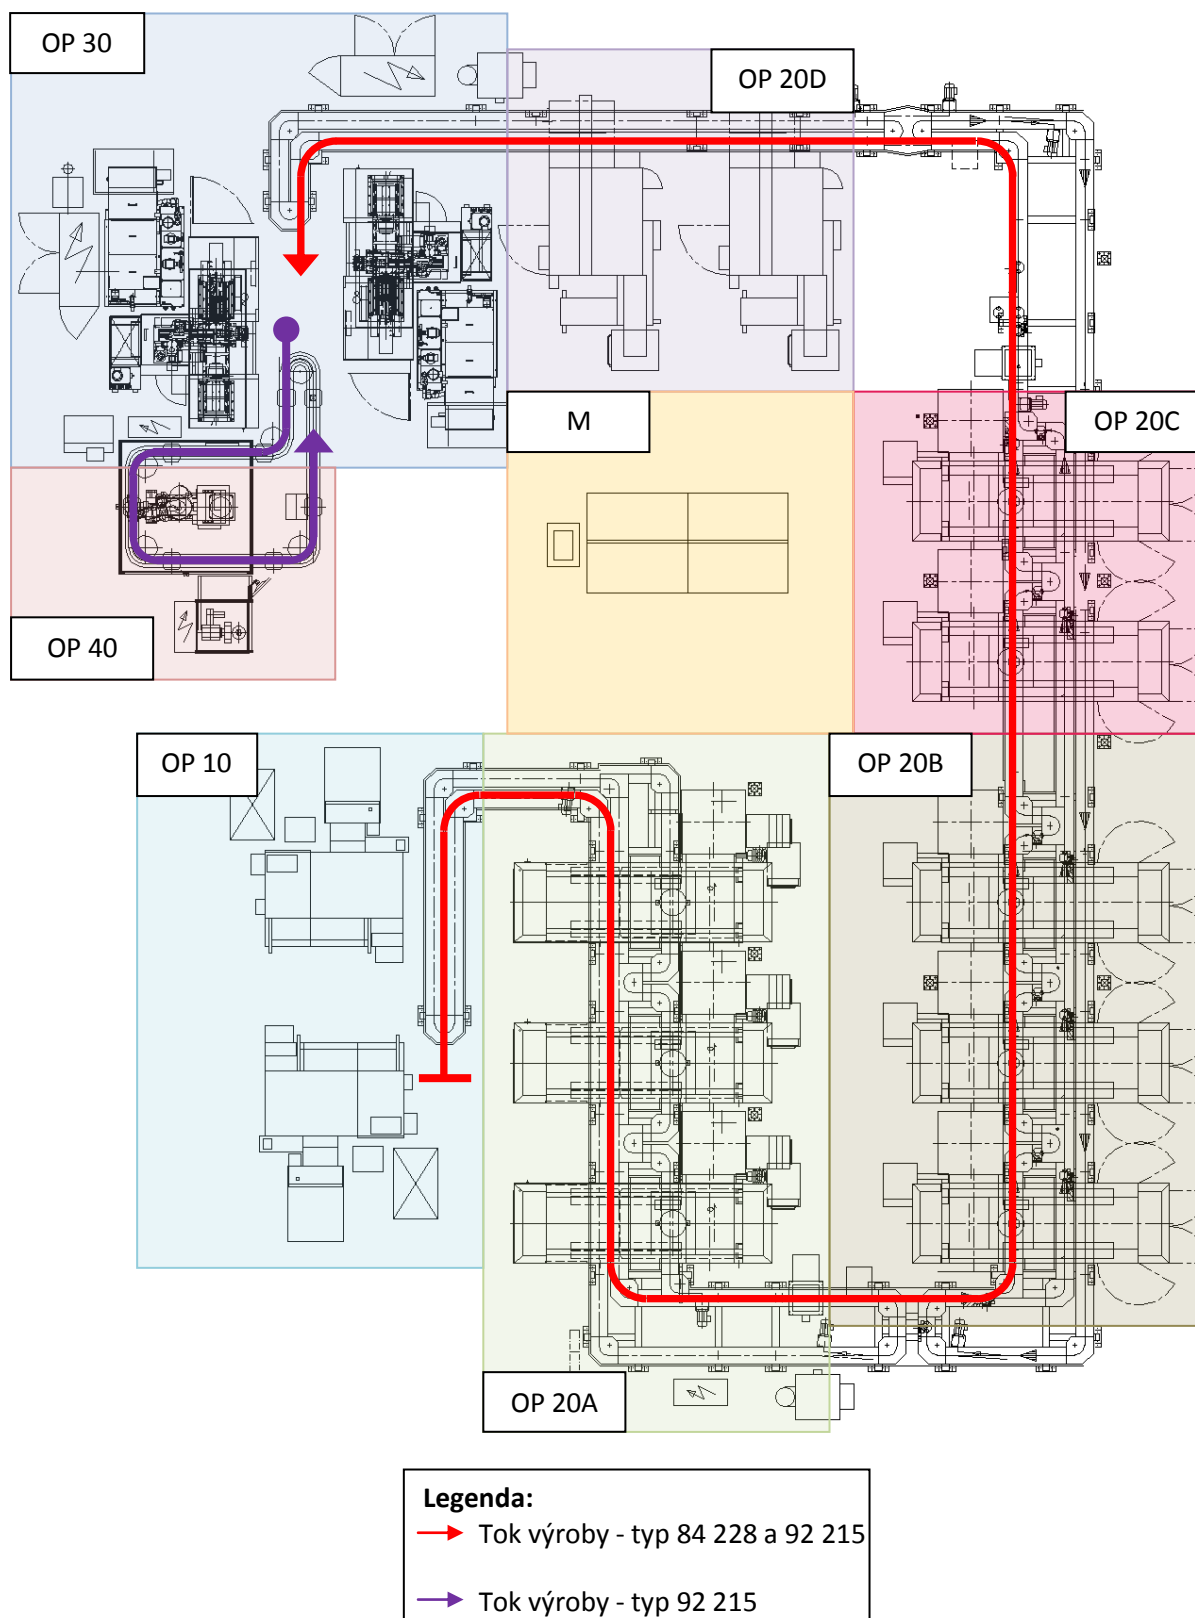 OP 30
OP 20D
M
OP 20C
OP 40
OP 10
OP 20B
OP 20A
Legenda:
Tok výroby - typ 84 228 a 92 215
Tok výroby - typ 92 215